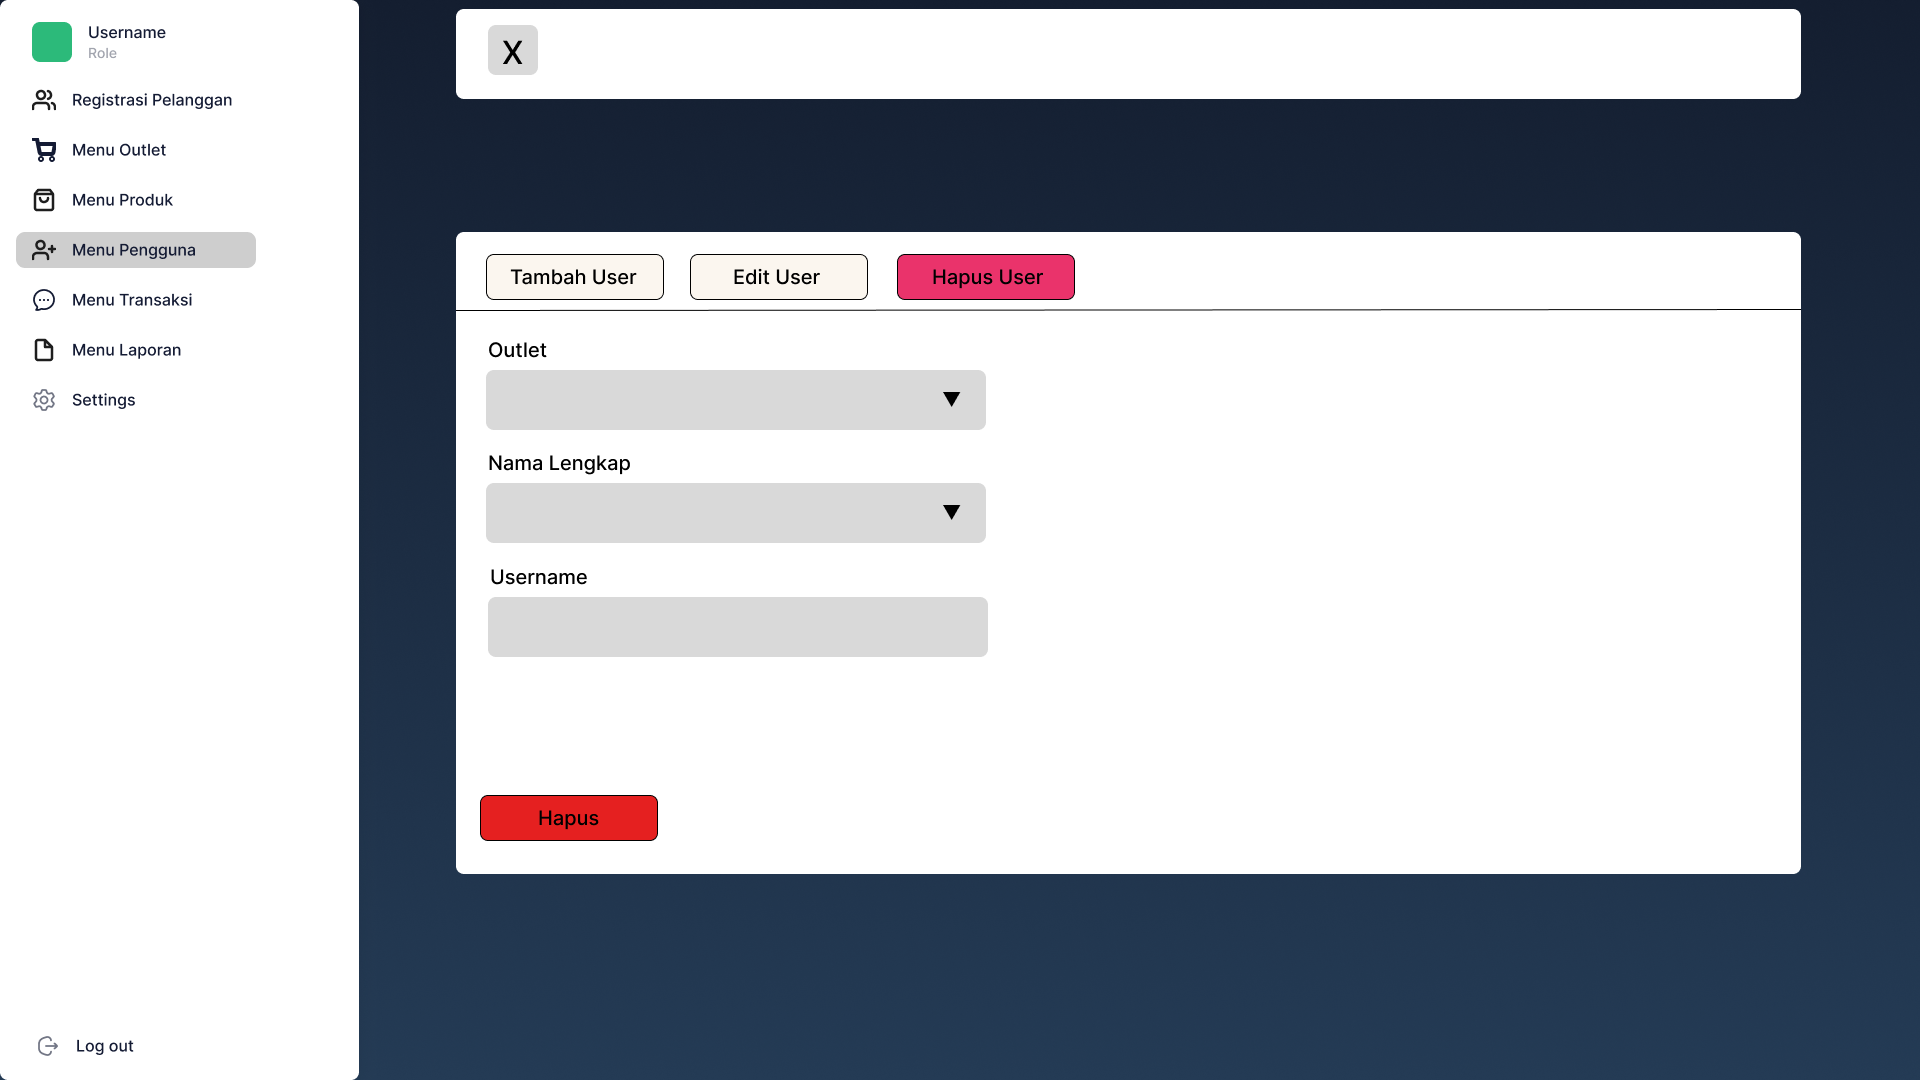 Username
Role
Registrasi Pelanggan
Menu Outlet
Menu Produk
Menu Pengguna
Menu Transaksi
Menu Laporan
Settings
Log out
X
Tambah User
Edit User
Hapus User
Outlet
Nama Lengkap
Username
Hapus